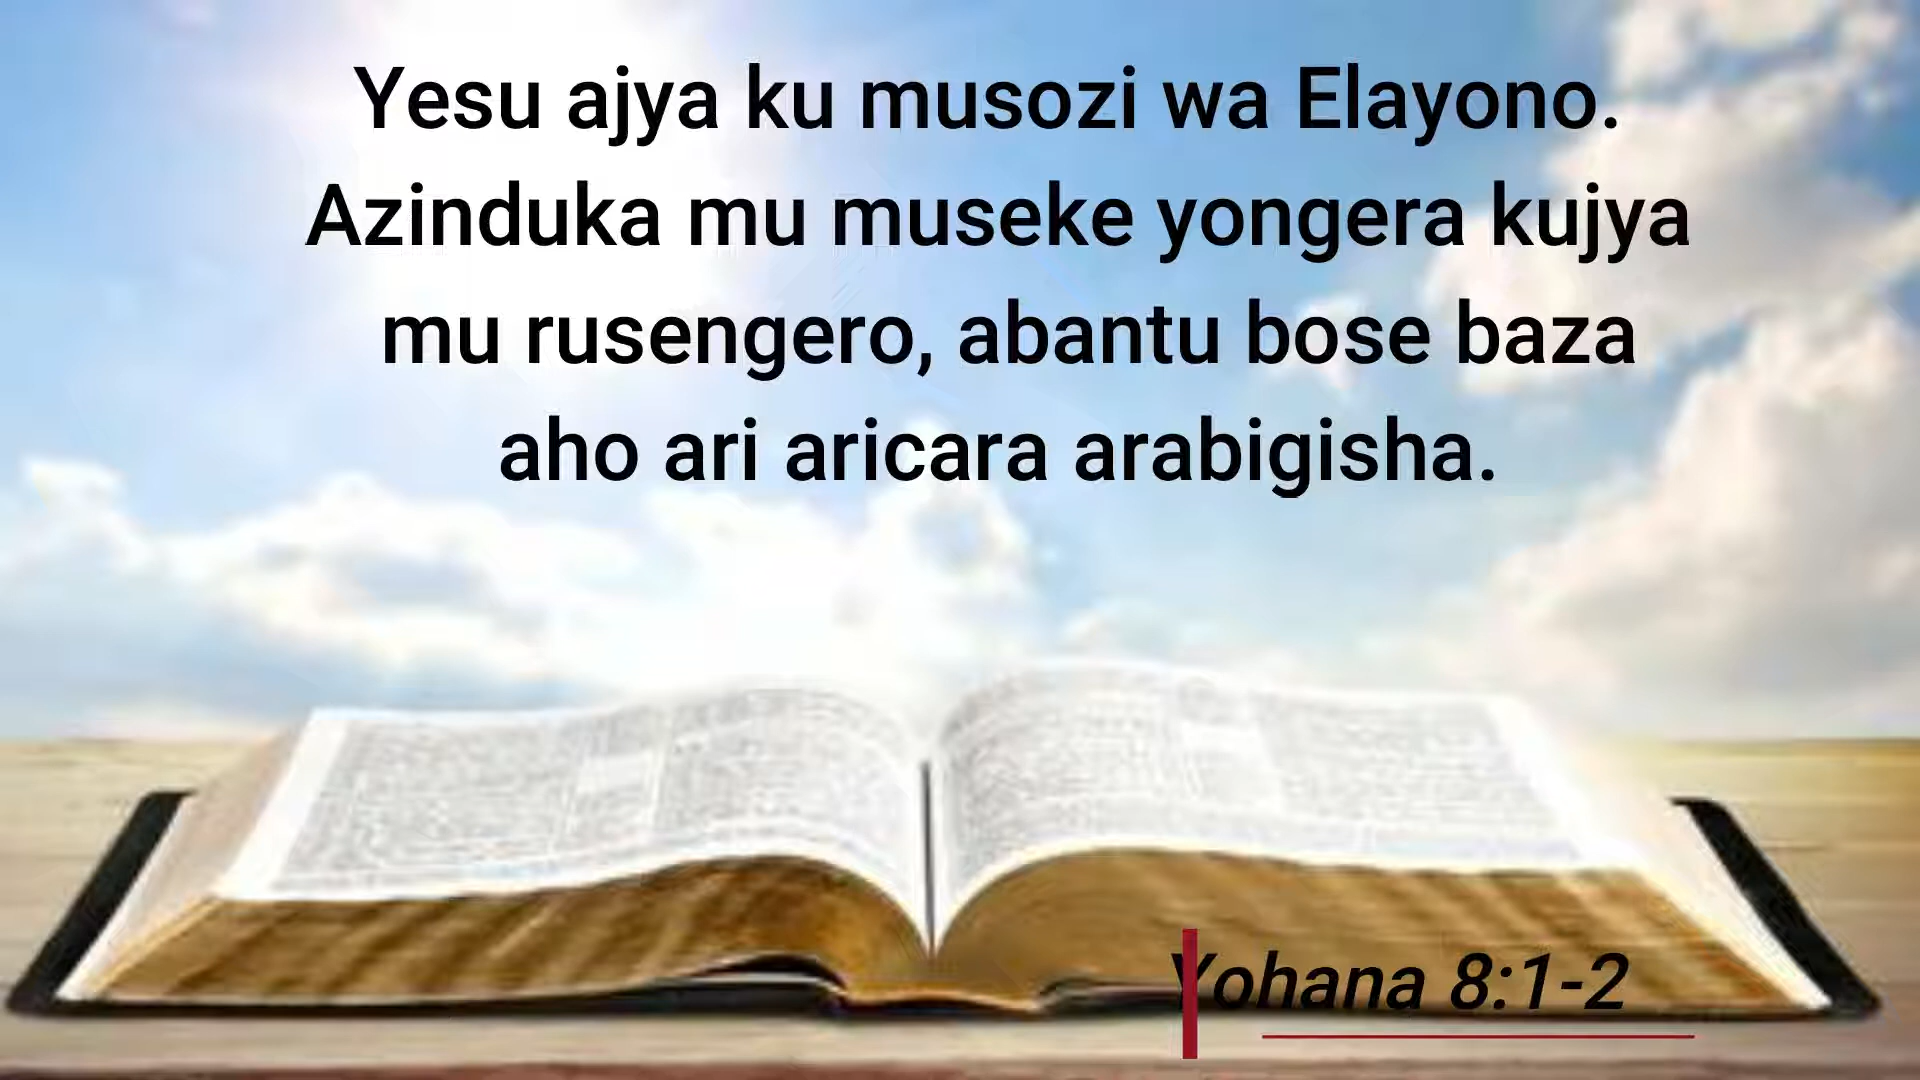 Yesu ajya ku musozi wa Elayono.
Azinduka mu museke yongera kujya
mu rusengero, abantu bose baza
aho ari aricara arabigisha.
Yohana 8:1-2